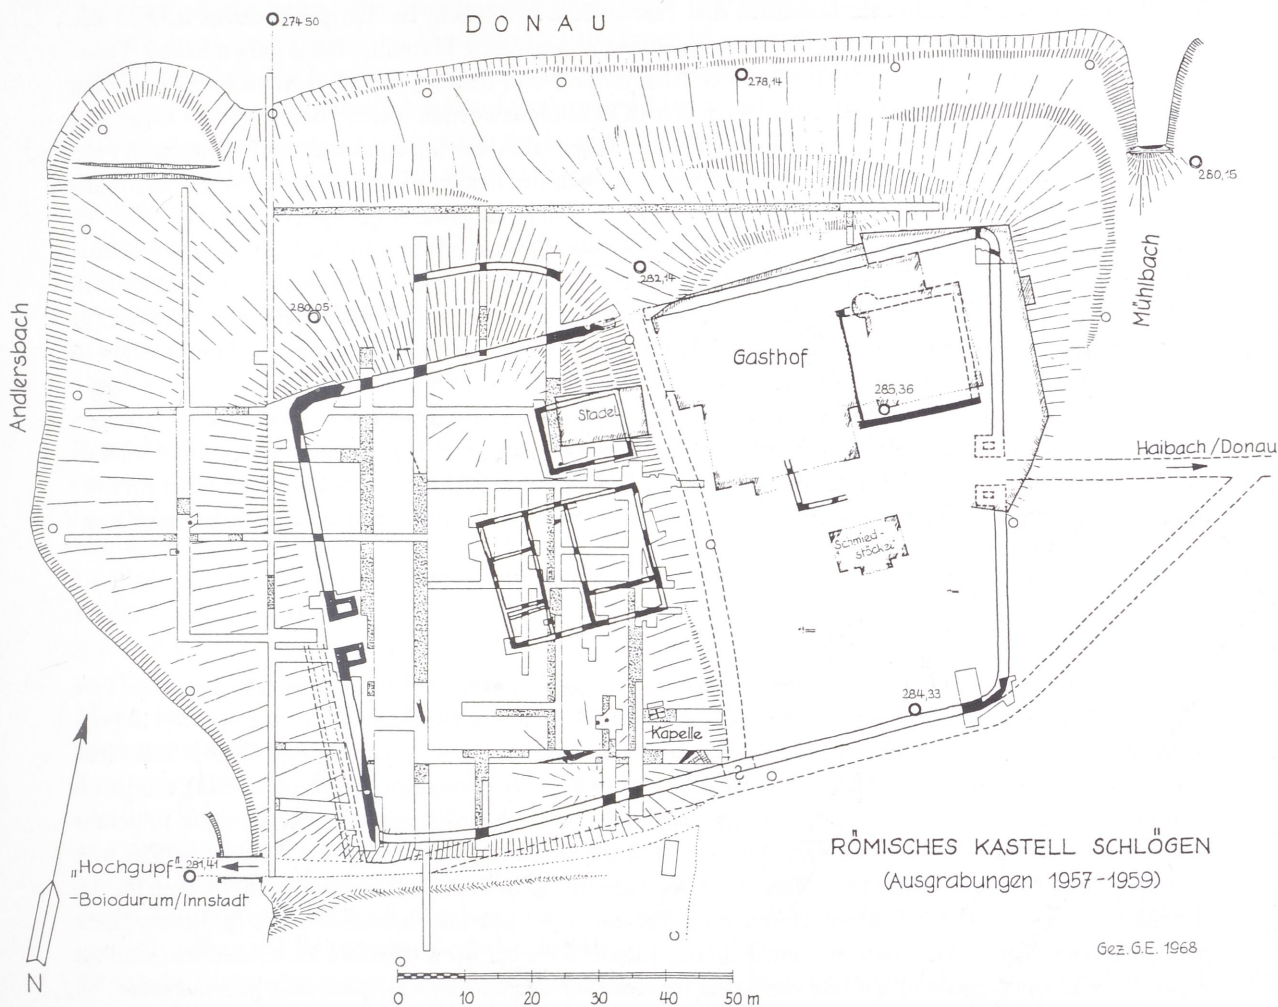 DONAU
274.50
278,14
280,15
282,14
280,05
Andlersbach
Mühlbach
Gasthof
285,36
Stadel
Haibach/Donau
Schmied-
stöckl
284,33
Kapelle
?
„Hochgupf"
281,41
-Boiodurum/Innstadt
RÖMISCHES KASTELL SCHLÖGEN
(Ausgrabungen 1957-1959)
Gez. G.E. 1968
N
0 10 20 30 40 50 m